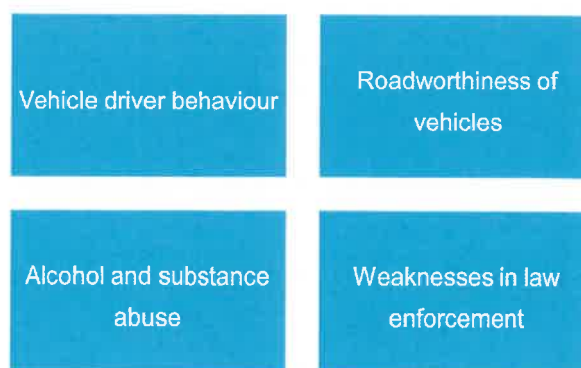 Vehicle driver behaviour
Roadworthiness of
vehicles
Alcohol and substance
abuse
Weaknesses in law
enforcement